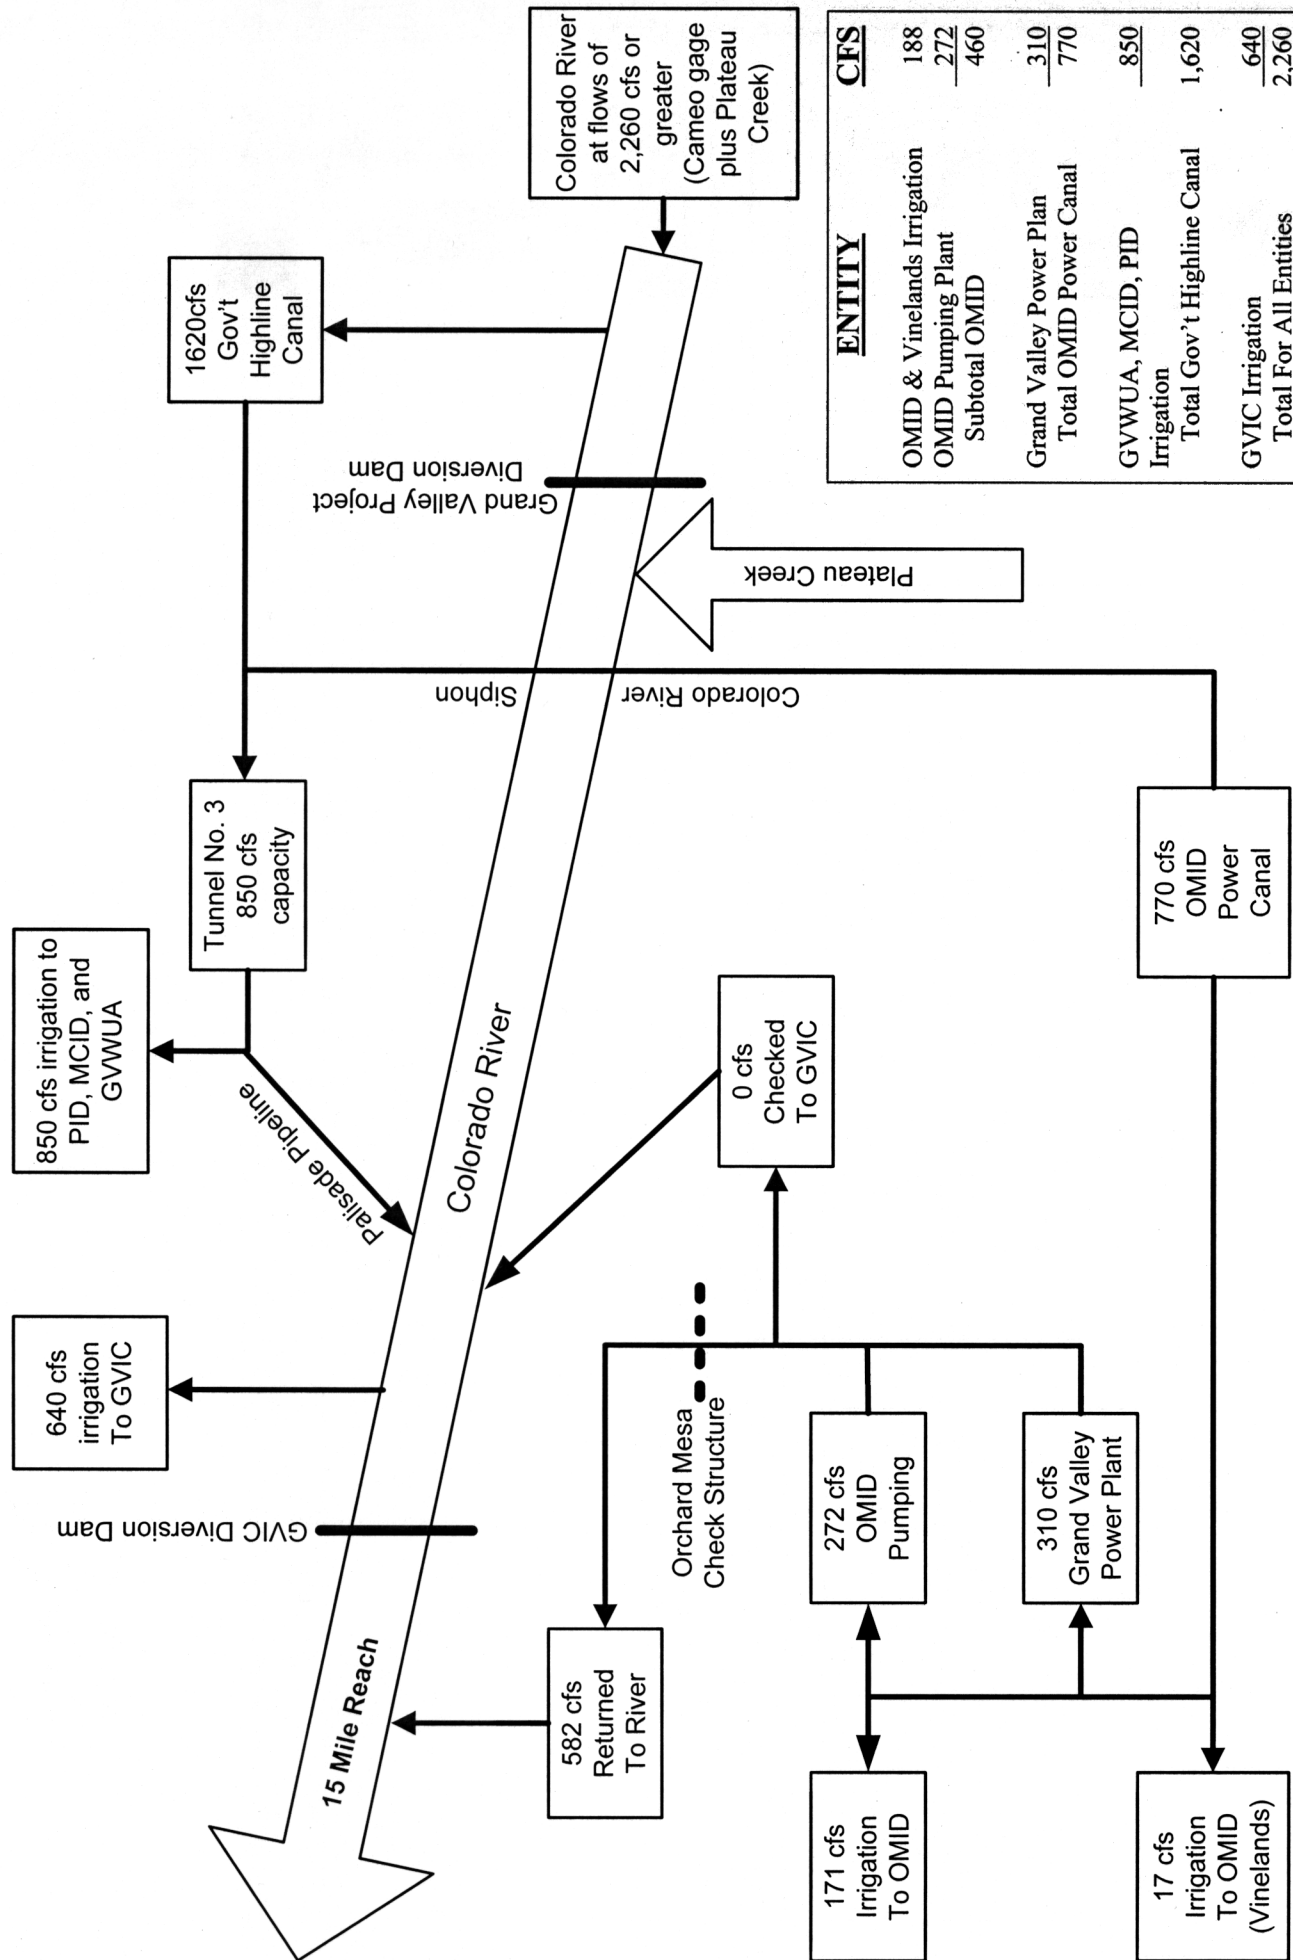 Colorado River
at flows of
2,260 cfs or
greater
(Cameo gage
plus Plateau
Creek)
1620cfs
Gov't
Highline
Canal
Grand Valley Project
Diversion Dam
Plateau Creek
Colorado River
Siphon
Tunnel No. 3
850 cfs
capacity
850 cfs irrigation to
PID, MCID, and
GVWUA
Palisade Pipeline
Colorado River
640 cfs
irrigation
To GVIC
GVIC Diversion Dam
15 Mile Reach
0 cfs
Checked
To GVIC
Orchard Mesa
Check Structure
582 cfs
Returned
To River
272 cfs
OMID
Pumping
310 cfs
Grand Valley
Power Plant
770 cfs
OMID
Power
Canal
171 cfs
Irrigation
To OMID
17 cfs
Irrigation
To OMID
(Vinelands)
ENTITY CFS
OMID & Vinelands Irrigation 188
OMID Pumping Plant 272
Subtotal OMID 460
Grand Valley Power Plan 310
Total OMID Power Canal 770
GVWUA, MCID, PID 850
Irrigation
Total Gov't Highline Canal 1,620
GVIC Irrigation 640
Total For All Entities 2,260